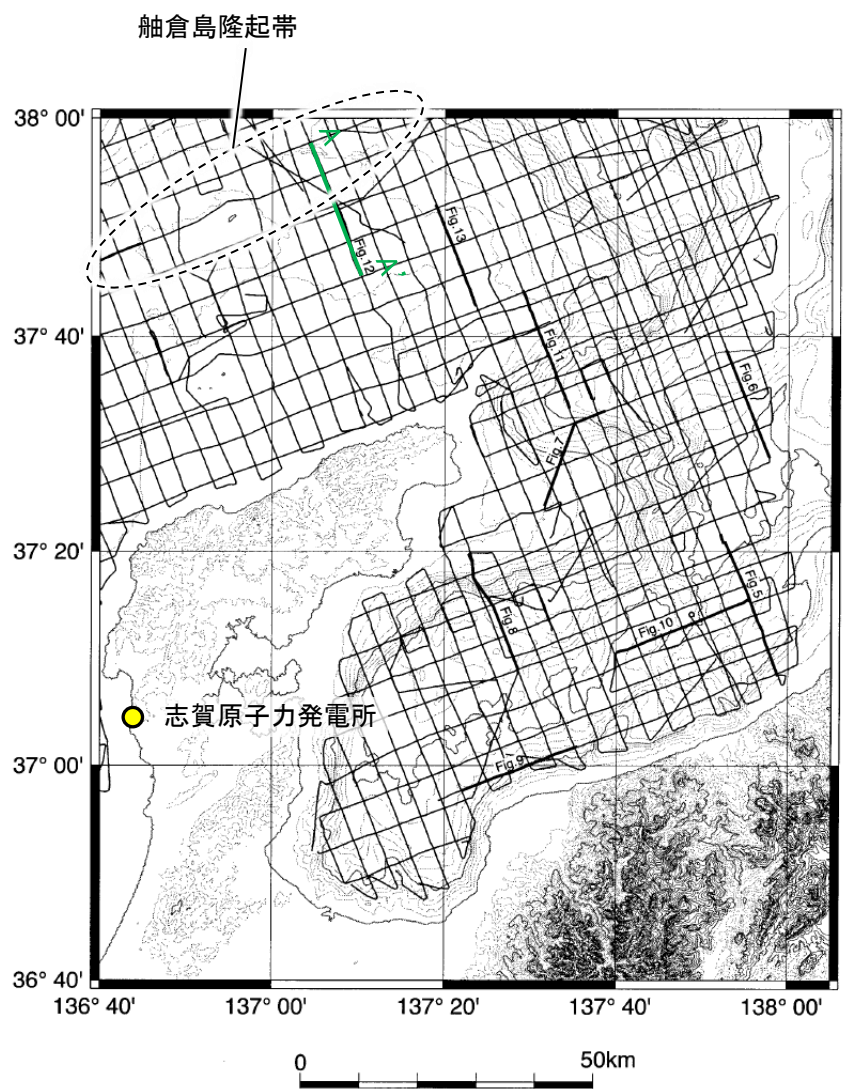 舳倉島隆起帯
38° 00'
A
Fig.12
A'
Fig.13
37° 40'
Fig.11
Fig.6
Fig.7
37° 20'
Fig.5
Fig.8
Fig.10
志賀原子力発電所
37° 00'
Fig.9
36° 40'
136° 40'
137° 00'
137° 20'
137° 40'
138° 00'
0
50km